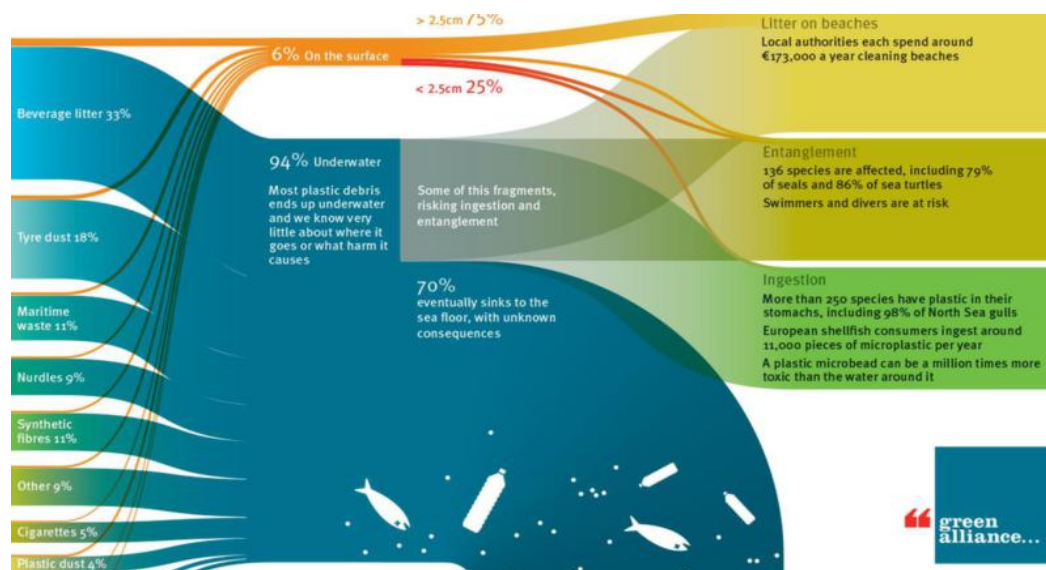 > 2.5cm 75%
6% On the surface
< 2.5cm 25%
Beverage litter 33%
Tyre dust 18%
Maritime
waste 11%
Nurdles 9%
Synthetic
fibres 11%
Other 9%
Cigarettes 5%
Plastic dust 4%
94% Underwater
Most plastic debris
ends up underwater
and we know very
little about where it
goes or what harm it
causes
Some of this fragments,
risking ingestion and
entanglement
70%
eventually sinks to the
sea floor, with unknown
consequences
Litter on beaches
Local authorities each spend around
€173,000 a year cleaning beaches
Entanglement
136 species are affected, including 79%
of seals and 86% of sea turtles
Swimmers and divers are at risk
Ingestion
More than 250 species have plastic in their
stomachs, including 98% of North Sea gulls
European shellfish consumers ingest around
11,000 pieces of microplastic per year
A plastic microbead can be a million times more
toxic than the water around it
“ green
alliance...